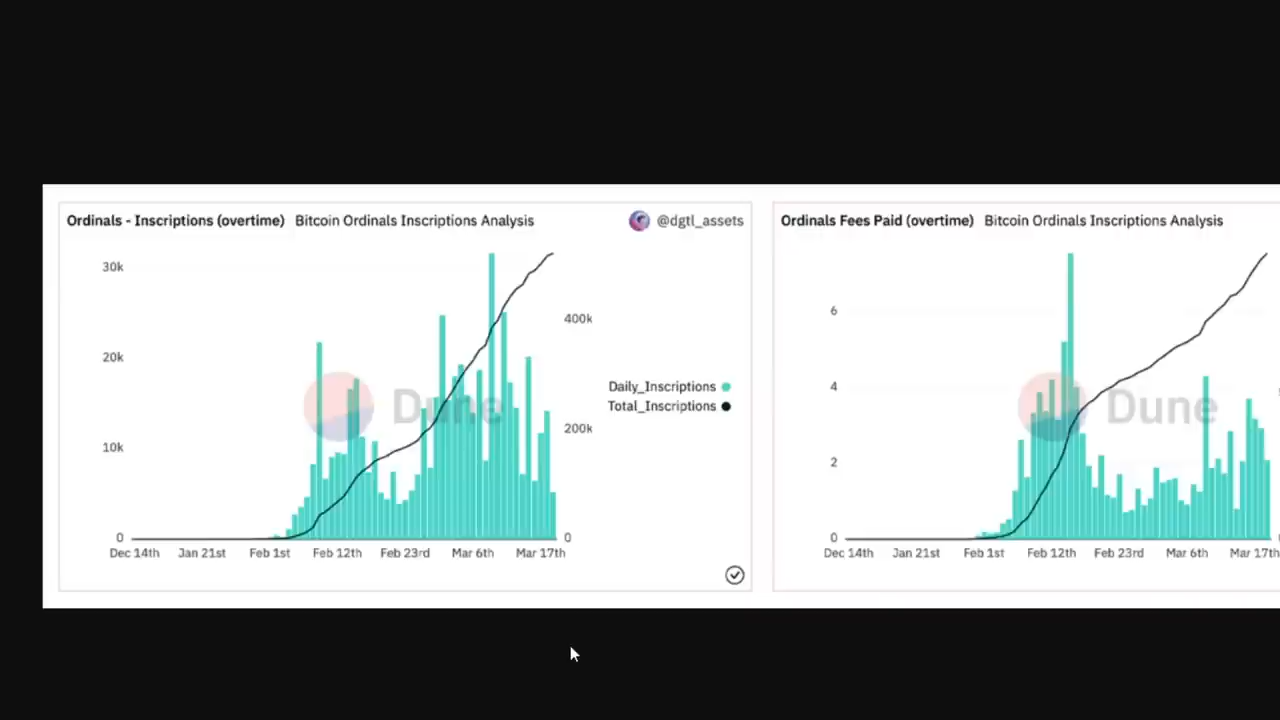 Ordinals - Inscriptions (overtime) Bitcoin Ordinals Inscriptions Analysis
@dgtl_assets
30k
20k
10k
0
400k
200k
0
Dune
Daily_Inscriptions
Total_Inscriptions
Dec 14th Jan 21st Feb 1st Feb 12th Feb 23rd Mar 6th Mar 17th
Ordinals Fees Paid (overtime) Bitcoin Ordinals Inscriptions Analysis
6
4
2
0
Dune
Dec 14th Jan 21st Feb 1st Feb 12th Feb 23rd Mar 6th Mar 17th